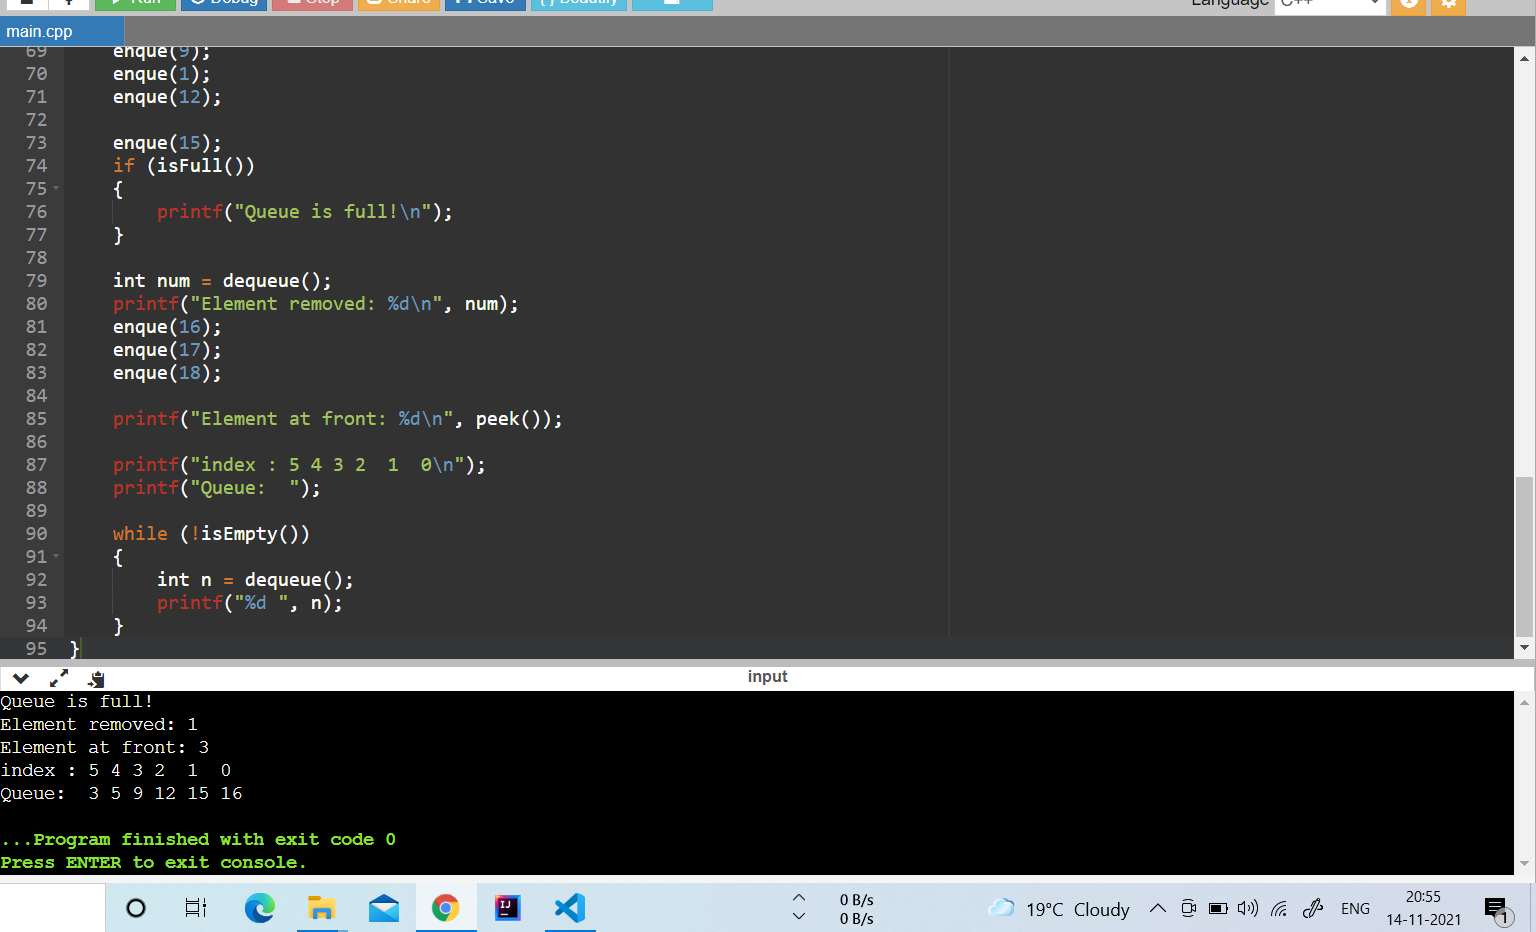 Run Debug Stop Share Save { } Beautify Language C++
main.cpp
69 enque(9);
70 enque(1);
71 enque(12);
72
73 enque(15);
74 if (isFull())
75 {
76 printf("Queue is full!\n");
77 }
78
79 int num = dequeue();
80 printf("Element removed: %d\n", num);
81 enque(16);
82 enque(17);
83 enque(18);
84
85 printf("Element at front: %d\n", peek());
86
87 printf("index : 5 4 3 2  1  0\n");
88 printf("Queue:  ");
89
90 while (!isEmpty())
91 {
92 int n = dequeue();
93 printf("%d ", n);
94 }
95 }
input
Queue is full!
Element removed: 1
Element at front: 3
index : 5 4 3 2  1  0
Queue:  3 5 9 12 15 16
...Program finished with exit code 0
Press ENTER to exit console.
IJ
0 B/s
0 B/s
19°C Cloudy
ENG
20:55
14-11-2021
1